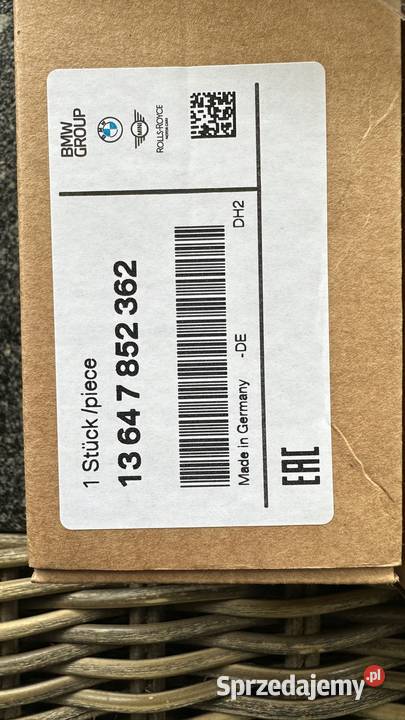 BMW
GROUP
ROLLS-ROYCE
1 Stück/piece
13 64 7 852 362
DH2
Made in Germany -DE
EAC
Sprzedajemy.pl